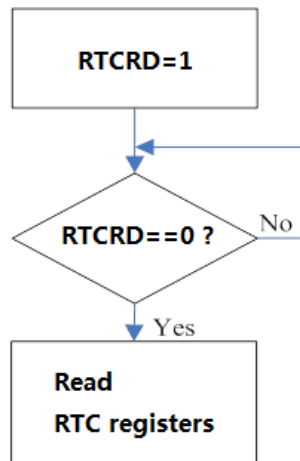 RTCRD=1
RTCRD==0 ?
No
Yes
Read
RTC registers